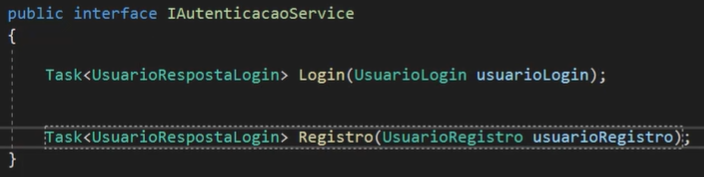 public interface IAutenticacaoService
{
Task<UsuarioRespostaLogin> Login(UsuarioLogin usuarioLogin);
Task<UsuarioRespostaLogin> Registro(UsuarioRegistro usuarioRegistro);
}